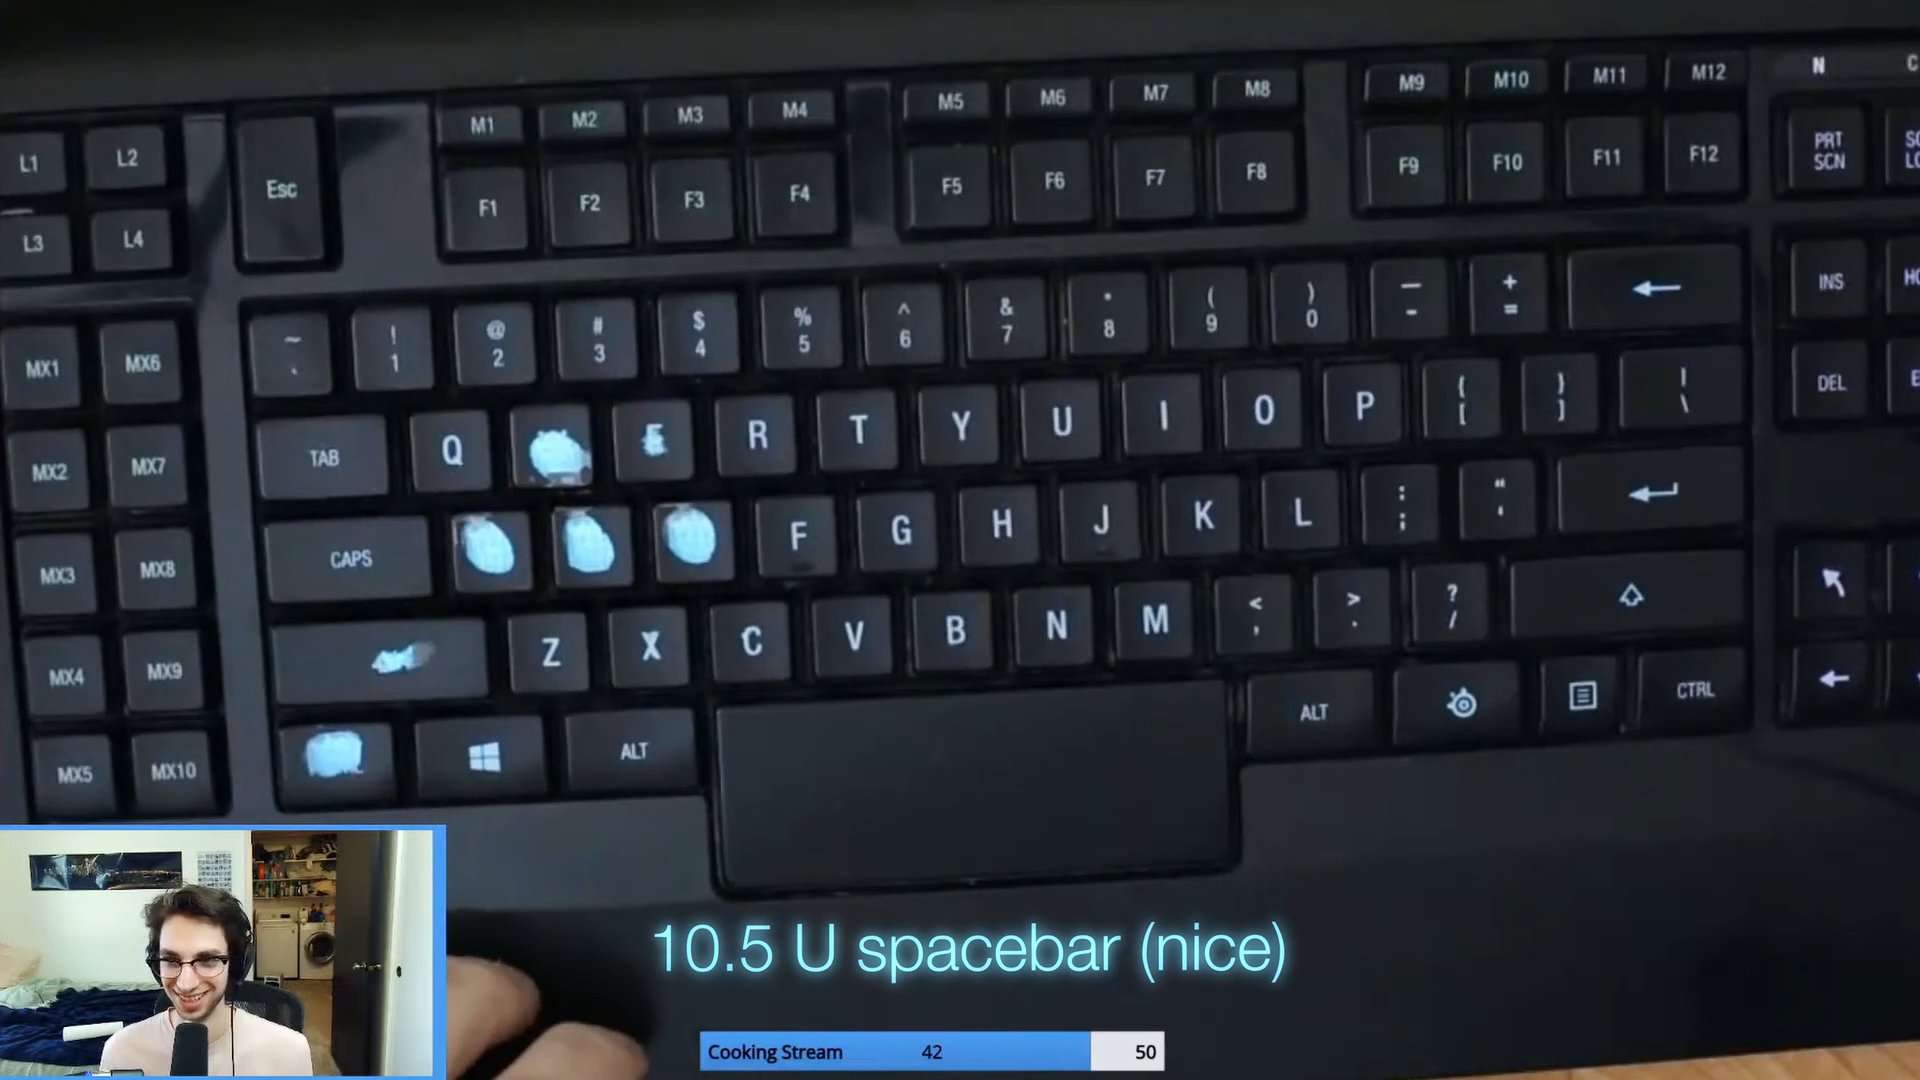 M1 M2 M3 M4 M5 M6 M7 M8 M9 M10 M11 M12 N
L1 L2 Esc F1 F2 F3 F4 F5 F6 F7 F8 F9 F10 F11 F12 PRT SCN
L3 L4
MX1 MX6 ~ ` ! 1 @ 2 # 3 $ 4 % 5 ^ 6 & 7 * 8 ( 9 ) 0 — - + = ← INS
MX2 MX7 TAB Q E R T Y U I O P { [ } ] | \ DEL
MX3 MX8 CAPS F G H J K L : ; " '
MX4 MX9 Z X C V B N M < , > . ? /
MX5 MX10 ALT ALT CTRL ←
10.5 U spacebar (nice)
Cooking Stream 42 50